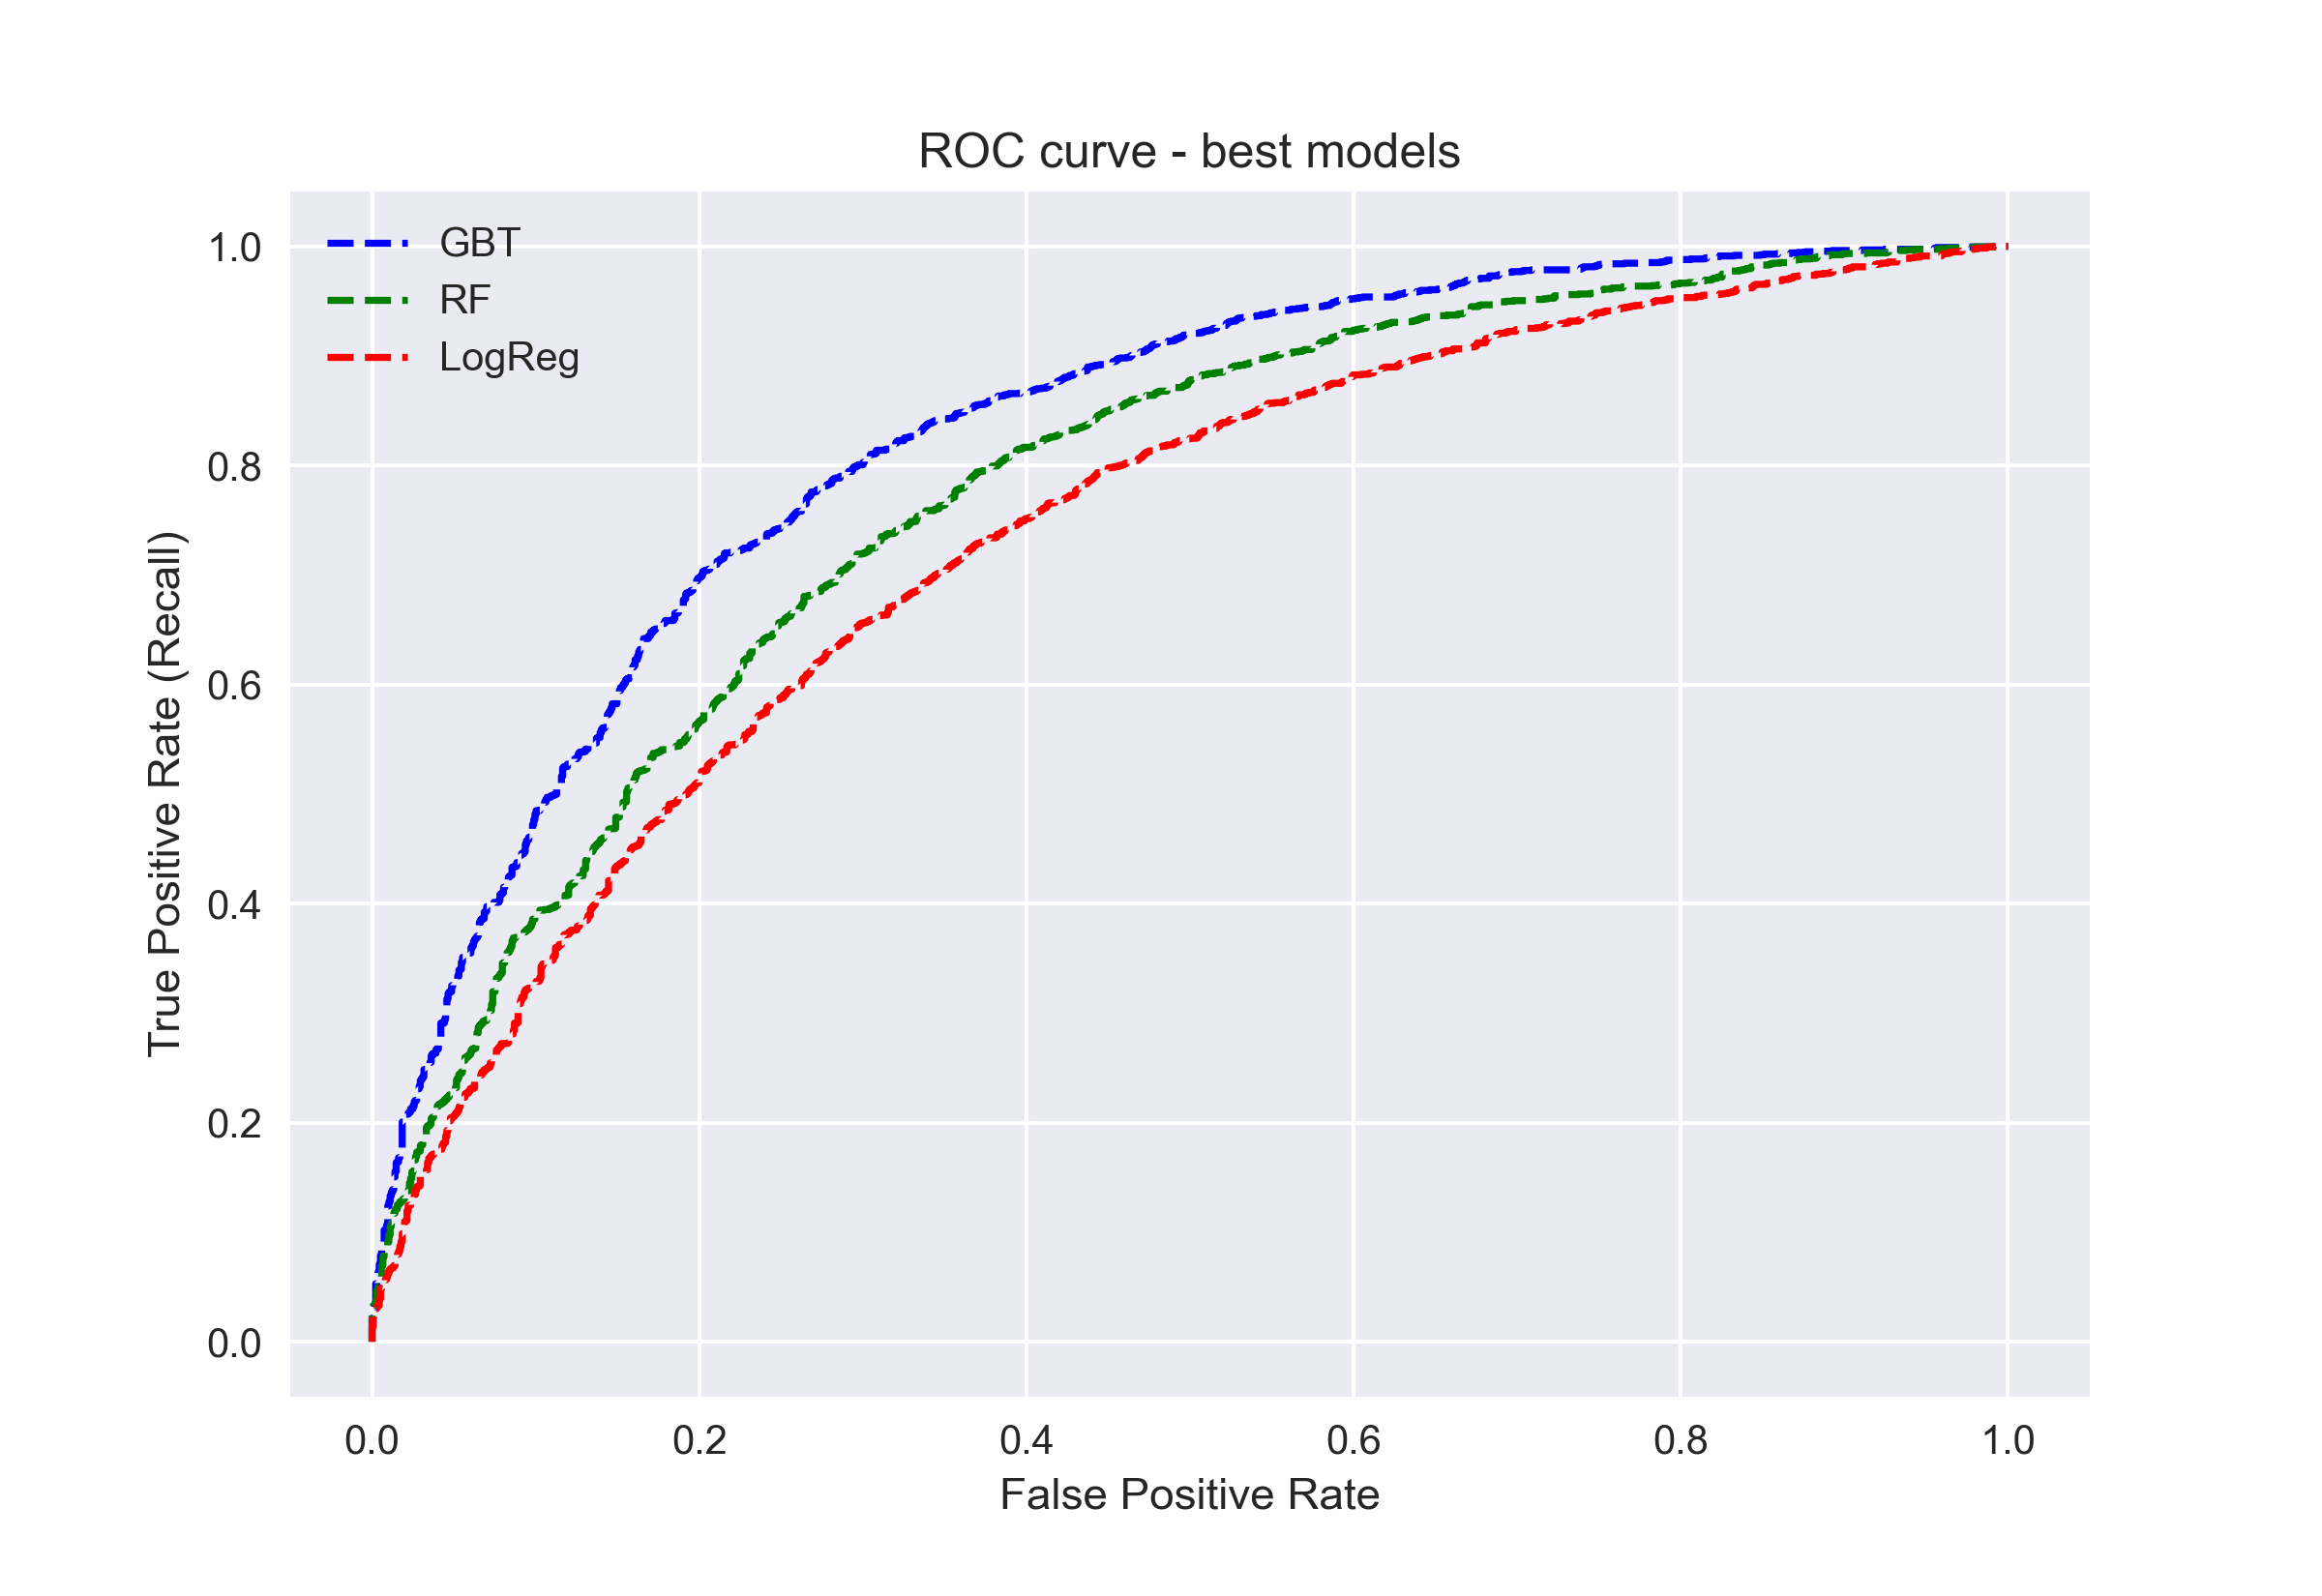 ROC curve - best models
GBT
RF
LogReg
1.0
0.8
0.6
0.4
0.2
0.0
True Positive Rate (Recall)
0.0 0.2 0.4 0.6 0.8 1.0
False Positive Rate